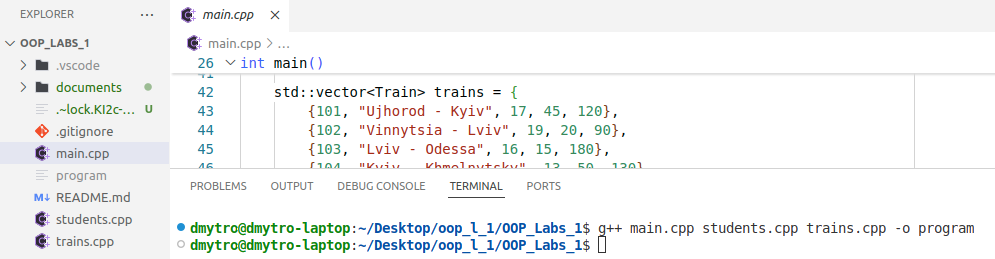 EXPLORER ···
OOP_LABS_1
.vscode
documents
.~lock.KI2c-... U
.gitignore
main.cpp
program
README.md
students.cpp
trains.cpp
main.cpp
main.cpp > ...
26 int main()
41
42 std::vector<Train> trains = {
43 {101, "Ujhorod - Kyiv", 17, 45, 120},
44 {102, "Vinnytsia - Lviv", 19, 20, 90},
45 {103, "Lviv - Odessa", 16, 15, 180},
46 {104, "Kyiv - Khmelnytsky", 13, 50, 130}
PROBLEMS OUTPUT DEBUG CONSOLE TERMINAL PORTS
dmytro@dmytro-laptop:~/Desktop/oop_l_1/OOP_Labs_1$ g++ main.cpp students.cpp trains.cpp -o program
dmytro@dmytro-laptop:~/Desktop/oop_l_1/OOP_Labs_1$